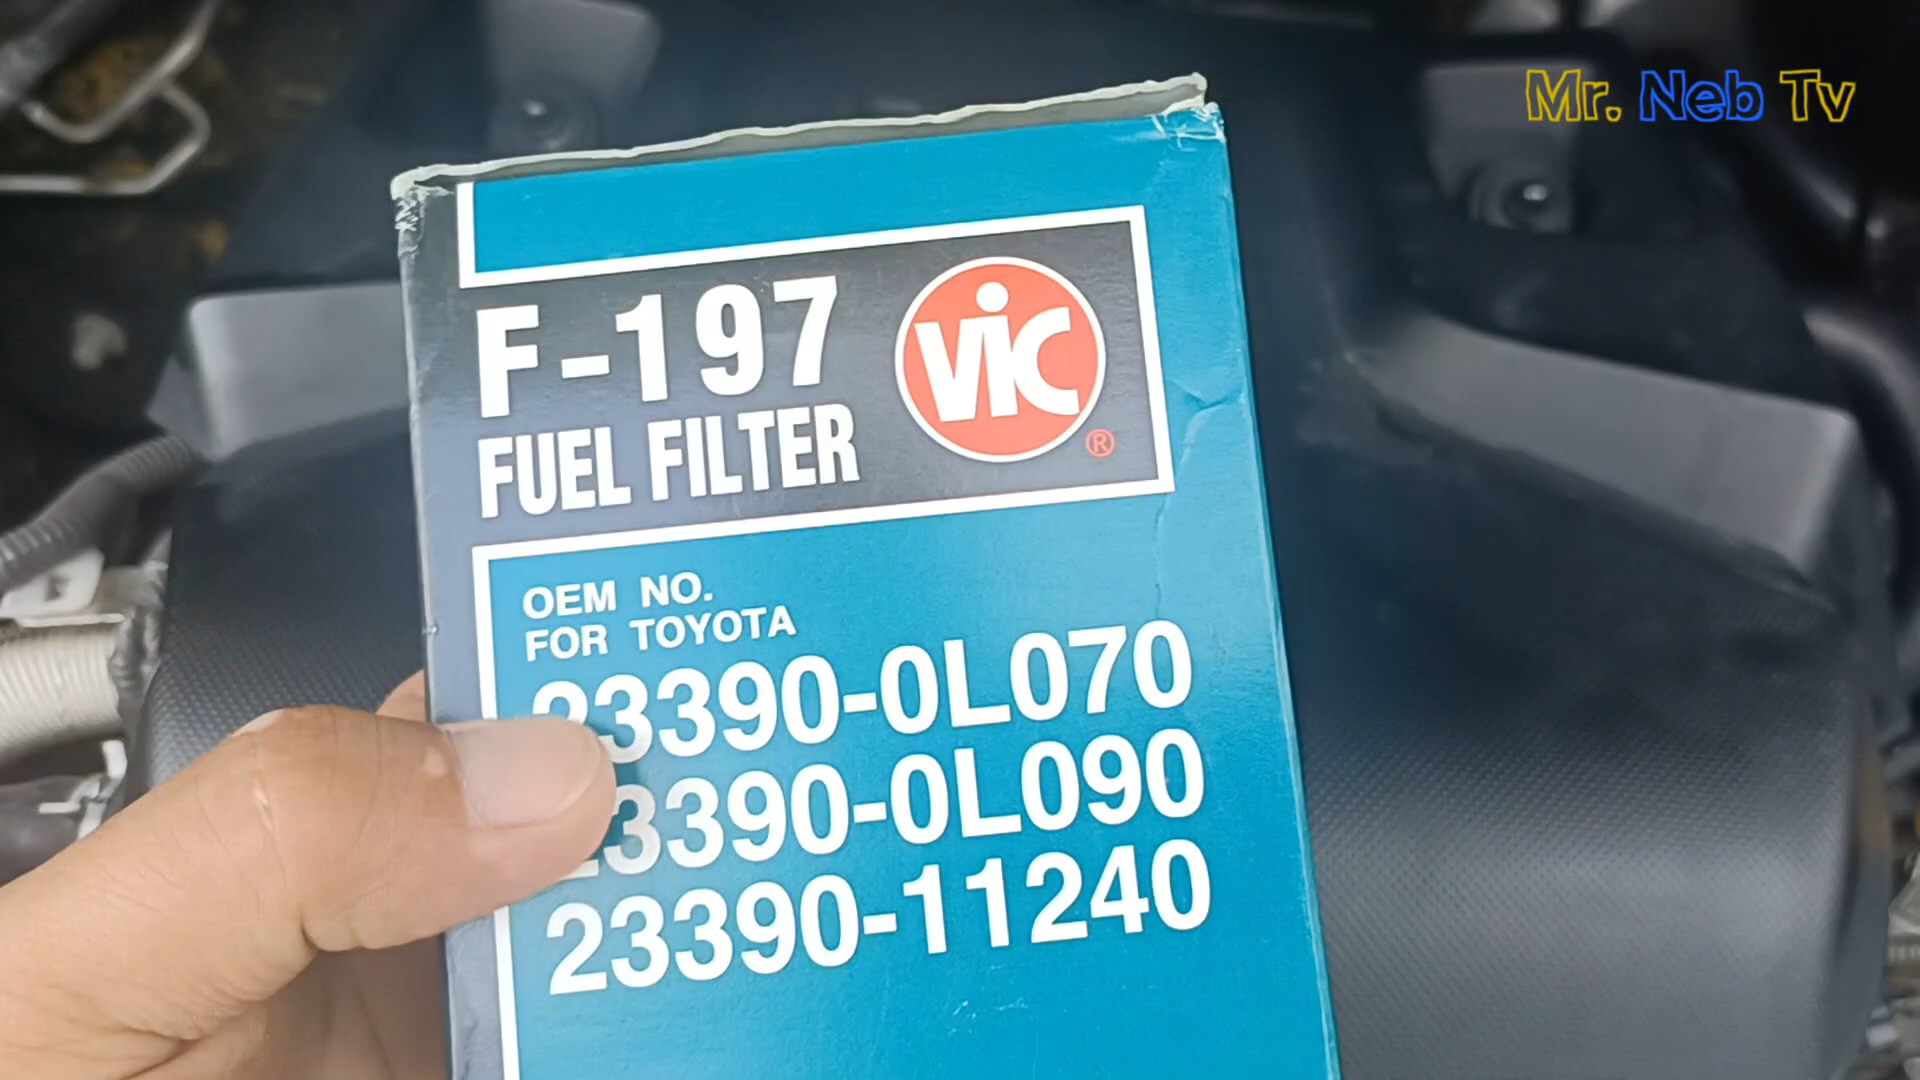 Mr. Neb Tv
F-197
FUEL FILTER
VIC
®
OEM NO.
FOR TOYOTA
23390-0L070
23390-0L090
23390-11240